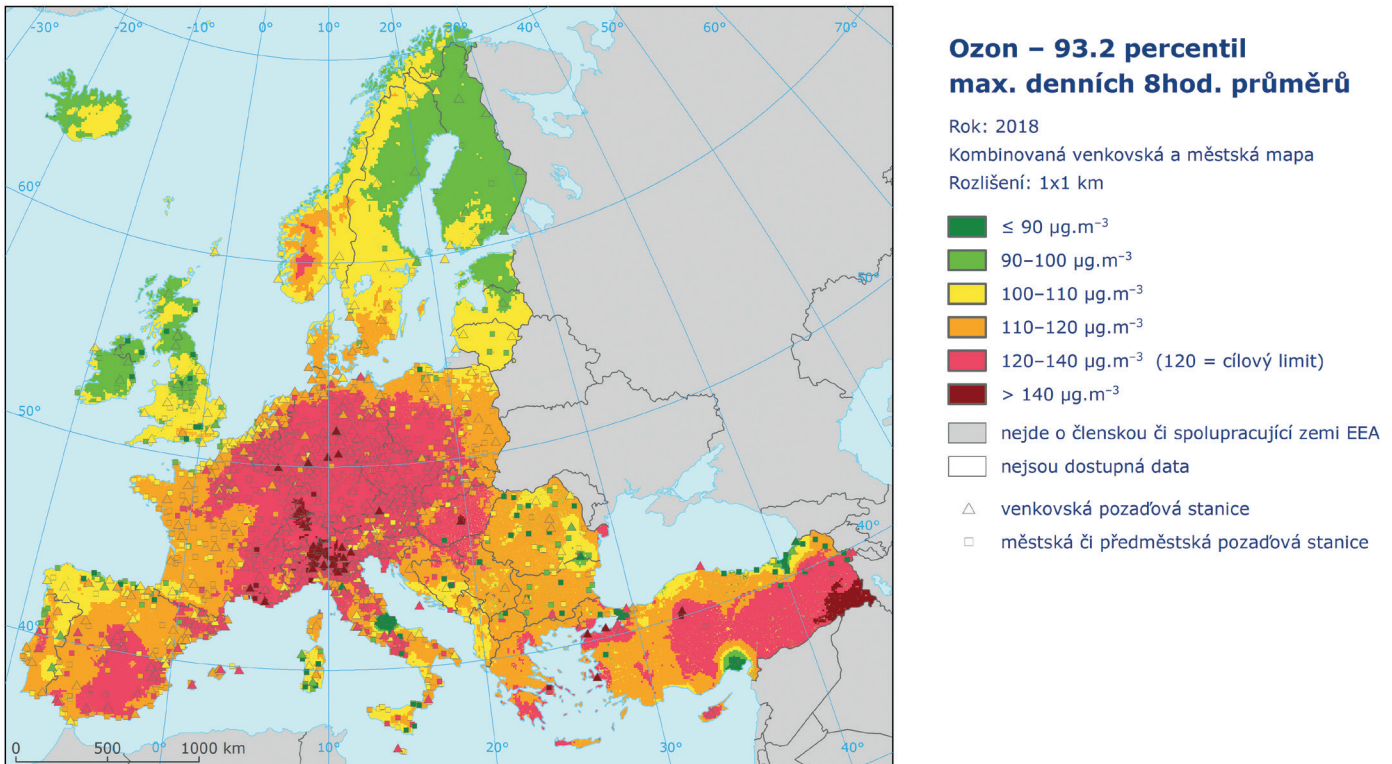 -30° -20° -10° 0° 10° 20° 30° 40° 50° 60° 70°
60°
50°
50°
40°
40°
0 500 1000 km
0° 10° 20° 30° 40°
Ozon – 93.2 percentil
max. denních 8hod. průměrů
Rok: 2018
Kombinovaná venkovská a městská mapa
Rozlišení: 1x1 km
≤ 90 µg.m⁻³
90–100 µg.m⁻³
100–110 µg.m⁻³
110–120 µg.m⁻³
120–140 µg.m⁻³ (120 = cílový limit)
> 140 µg.m⁻³
nejde o členskou či spolupracující zemi EEA
nejsou dostupná data
venkovská pozaďová stanice
městská či předměstská pozaďová stanice